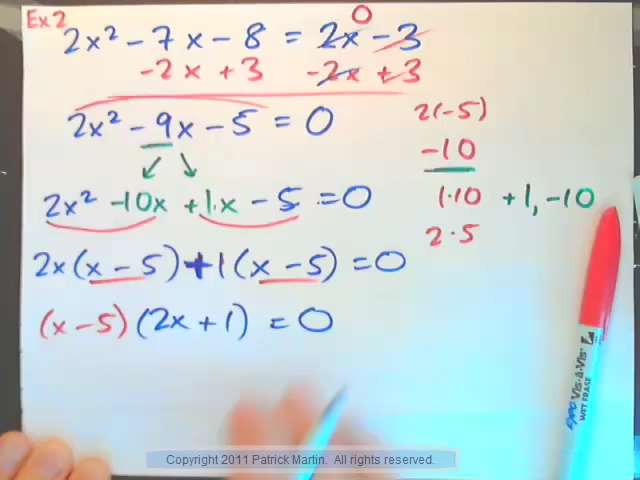 Ex 2
0
2x² - 7x - 8 = 2x - 3
-2x + 3 -2x + 3
2x² - 9x - 5 = 0
2(-5)
-10
2x² -10x +1·x - 5 = 0
1·10 +1, -10
2·5
2x(x - 5) + 1(x - 5) = 0
(x - 5)(2x + 1) = 0
EXPO VIS-À-VIS
WET ERASE
Copyright 2011 Patrick Martin. All rights reserved.